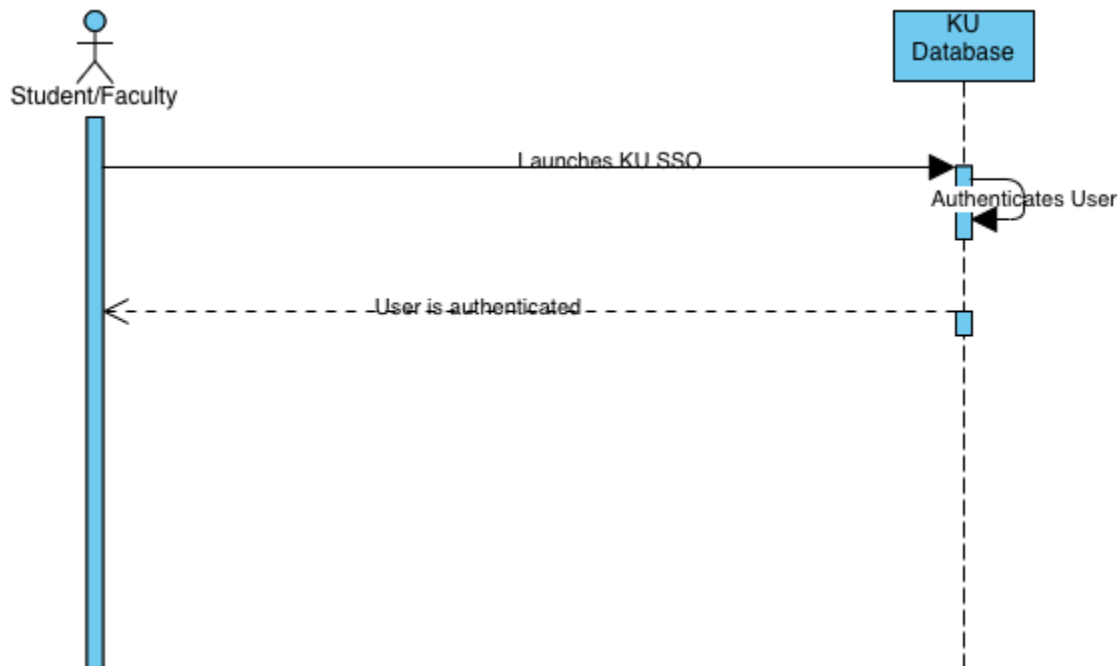 KU
Database
Student/Faculty
Launches KU SSO
Authenticates User
User is authenticated